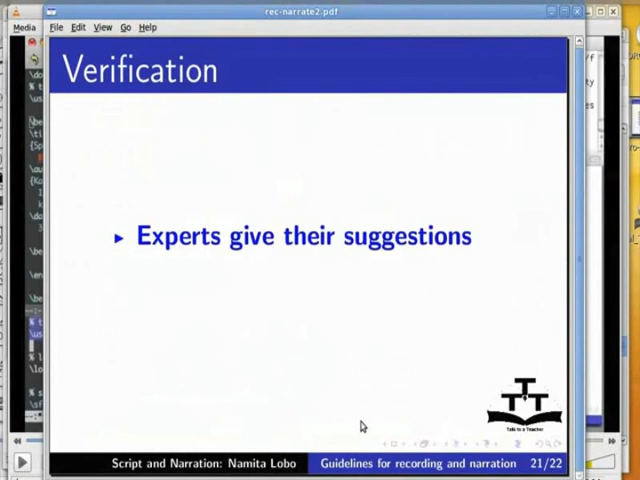 rec-narrate2.pdf
Media
File Edit View Go Help
Verification
Experts give their suggestions
TTT
Talk to a Teacher
Script and Narration: Namita Lobo
Guidelines for recording and narration 21/22